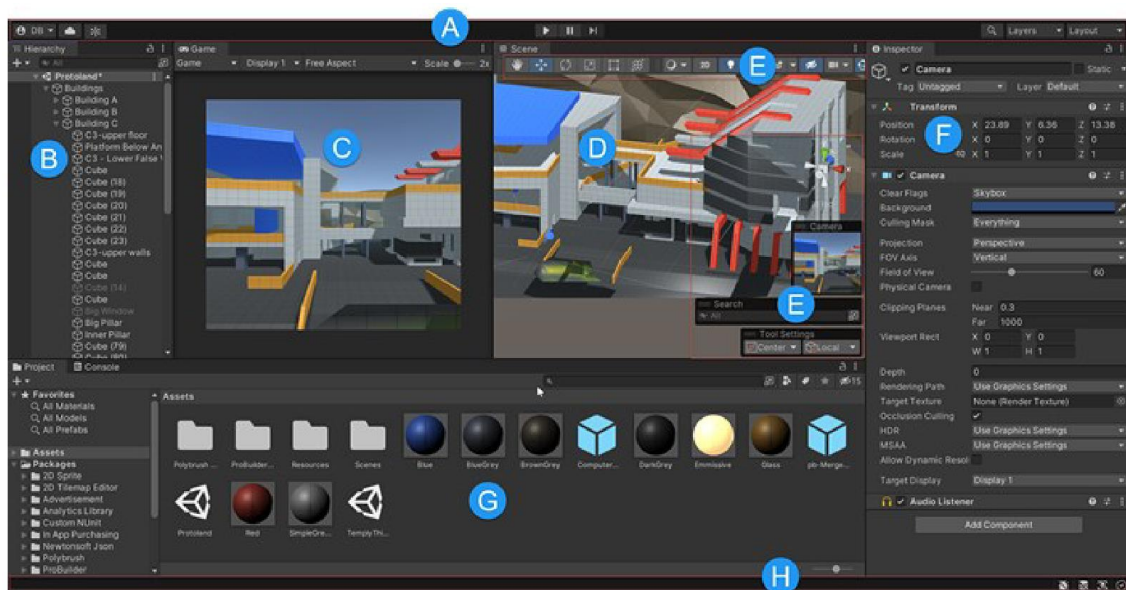 A
DB
Layers
Layout
Hierarchy
All
Protoland*
Buildings
Building A
Building B
Building C
C3-upper floor
Platform Below An
C3 - Lower False
Cube
Cube (18)
Cube (19)
Cube (20)
Cube (21)
Cube (22)
Cube (23)
C3-upper walls
Cube
Cube
Cube (14)
Cube
Big Window
Big Pillar
Inner Pillar
Cube (79)
Cube (80)
B
Game
Game
Display 1
Free Aspect
Scale
2x
C
Scene
2D
E
D
Camera
Search
All
E
Tool Settings
Center
Local
Inspector
Camera
Static
Tag Untagged
Layer Default
Transform
F
Position X 23.89 Y 6.36 Z 13.38
Rotation X 0 Y 0 Z 0
Scale X 1 Y 1 Z 1
Camera
Clear Flags Skybox
Background
Culling Mask Everything
Projection Perspective
FOV Axis Vertical
Field of View 60
Physical Camera
Clipping Planes Near 0.3
Far 1000
Viewport Rect X 0 Y 0
W 1 H 1
Depth 0
Rendering Path Use Graphics Settings
Target Texture None (Render Texture)
Occlusion Culling
HDR Use Graphics Settings
MSAA Use Graphics Settings
Allow Dynamic Resol
Target Display Display 1
Audio Listener
Add Component
Project
Console
15
Favorites
All Materials
All Models
All Prefabs
Assets
Packages
2D Sprite
2D Tilemap Editor
Advertisement
Analytics Library
Custom NUnit
In App Purchasing
Newtonsoft Json
Polybrush
ProBuilder
Assets
Polybrush ...
ProBuilder...
Resources
Scenes
Blue
BlueGrey
BrownGrey
Computer...
DarkGrey
Emmissive
Glass
pb-Merge...
Protoland
Red
SimpleGre...
TemplyThi...
G
H